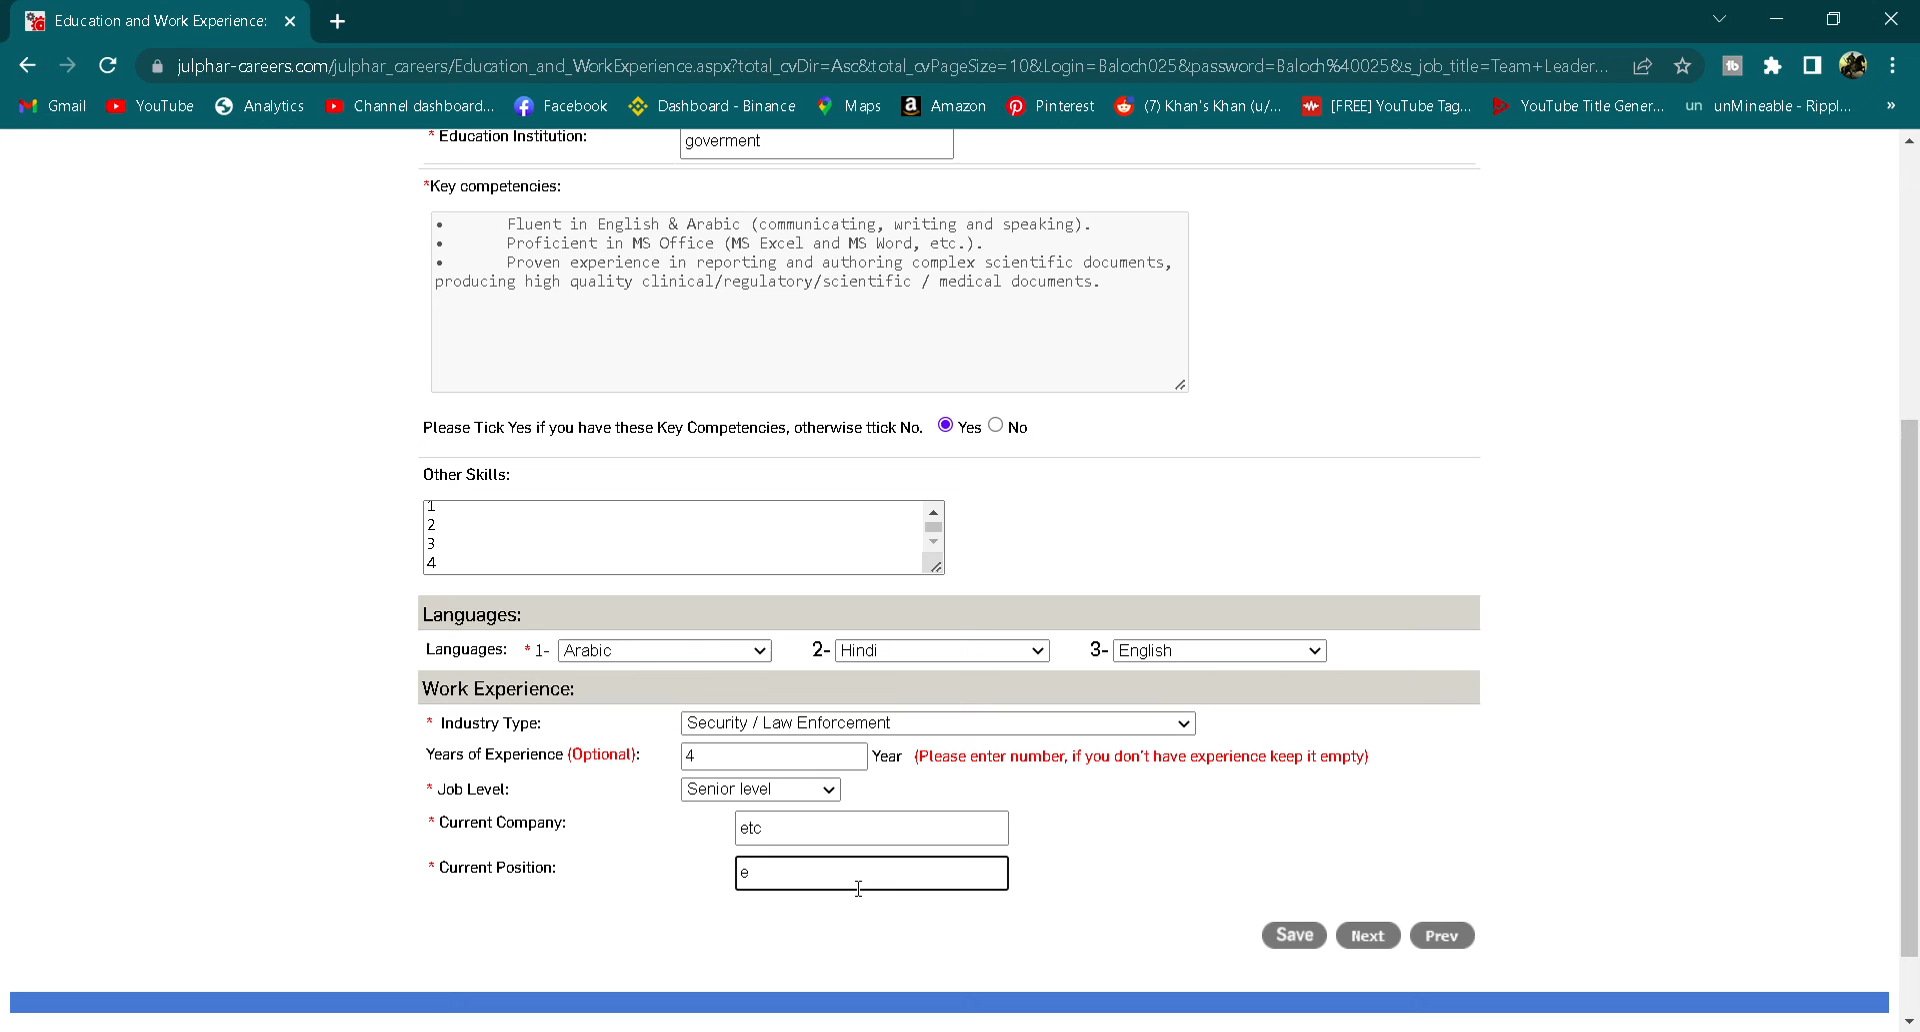 Education and Work Experience:
julphar-careers.com/julphar_careers/Education_and_WorkExperience.aspx?total_cvDir=Asc&total_cvPageSize=10&Login=Baloch025&password=Baloch%40025&s_job_title=Team+Leader...
Gmail YouTube Analytics Channel dashboard... Facebook Dashboard - Binance Maps Amazon Pinterest (7) Khan's Khan (u/... [FREE] YouTube Tag... YouTube Title Gener... unMineable - Rippl... »
* Education Institution: goverment
*Key competencies:
• Fluent in English & Arabic (communicating, writing and speaking).
• Proficient in MS Office (MS Excel and MS Word, etc.).
• Proven experience in reporting and authoring complex scientific documents,
producing high quality clinical/regulatory/scientific / medical documents.
Please Tick Yes if you have these Key Competencies, otherwise ttick No. Yes No
Other Skills:
1
2
3
4
Languages:
Languages: * 1- Arabic 2- Hindi 3- English
Work Experience:
* Industry Type: Security / Law Enforcement
Years of Experience (Optional): 4 Year (Please enter number, if you don't have experience keep it empty)
* Job Level: Senior level
* Current Company: etc
* Current Position: e
Save Next Prev